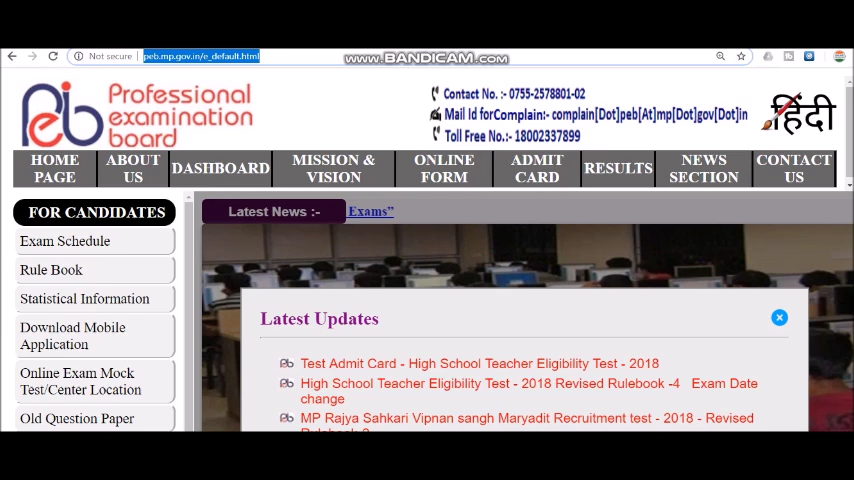 Not secure | peb.mp.gov.in/e_default.html
www.BANDICAM.com
Peb Professional examination board
Contact No. :- 0755-2578801-02
Mail Id forComplain:- complain[Dot]peb[At]mp[Dot]gov[Dot]in
Toll Free No.:- 18002337899
हिंदी
HOME PAGE
ABOUT US
DASHBOARD
MISSION & VISION
ONLINE FORM
ADMIT CARD
RESULTS
NEWS SECTION
CONTACT US
FOR CANDIDATES
Exam Schedule
Rule Book
Statistical Information
Download Mobile
Application
Online Exam Mock
Test/Center Location
Old Question Paper
Latest News :- Exams”
Latest Updates
Test Admit Card - High School Teacher Eligibility Test - 2018
High School Teacher Eligibility Test - 2018 Revised Rulebook -4 Exam Date
change
MP Rajya Sahkari Vipnan sangh Maryadit Recruitment test - 2018 - Revised